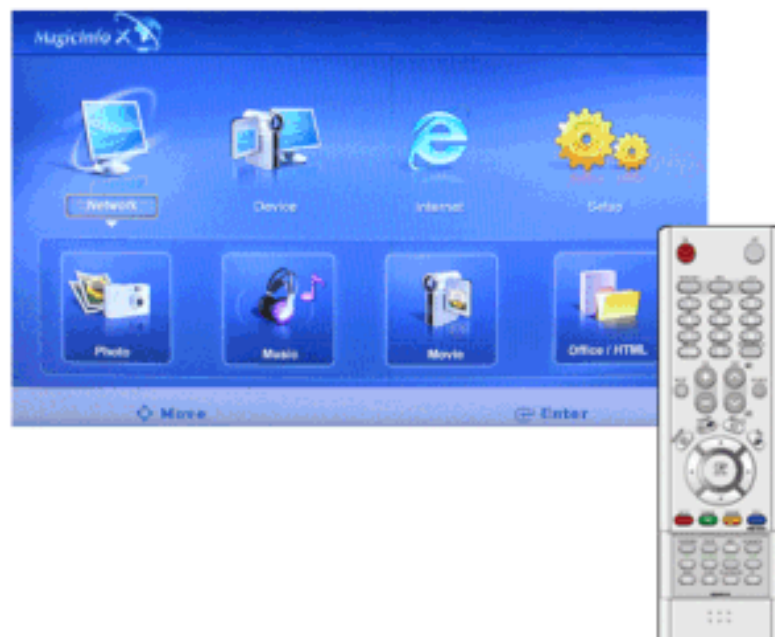 MagicInfo X
Network Device Internet Setup
Photo Music Movie Office / HTML
Move Enter